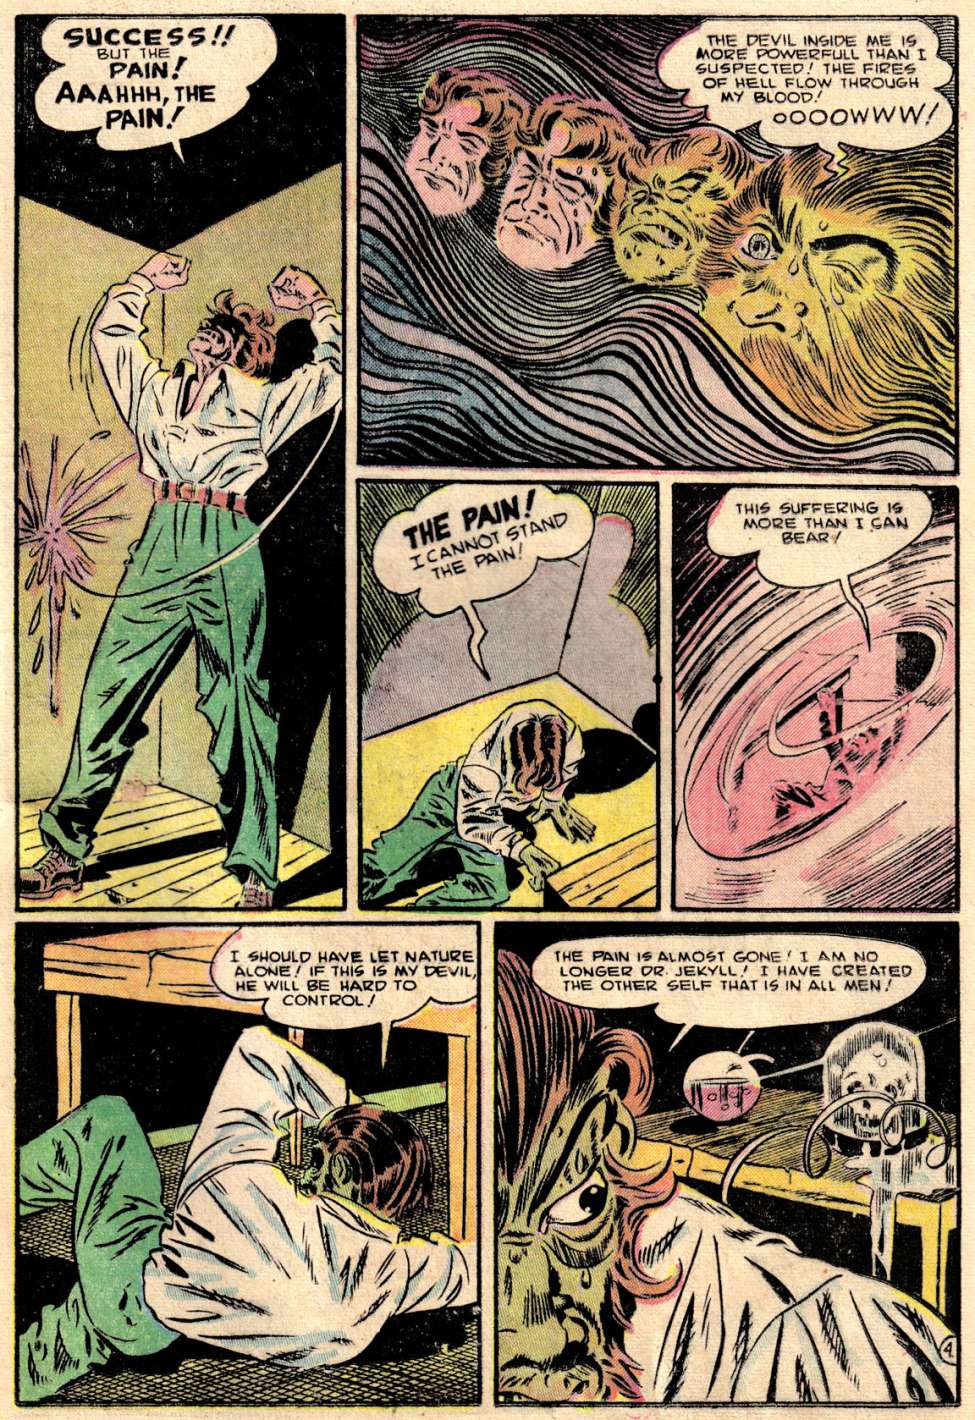 SUCCESS!!
BUT THE
PAIN!
AAAHHH, THE
PAIN!
THE DEVIL INSIDE ME IS
MORE POWERFULL THAN I
SUSPECTED! THE FIRES
OF HELL FLOW THROUGH
MY BLOOD!
OOOOWWW!
THE PAIN!
I CANNOT STAND
THE PAIN!
THIS SUFFERING IS
MORE THAN I CAN
BEAR!
I SHOULD HAVE LET NATURE
ALONE! IF THIS IS MY DEVIL,
HE WILL BE HARD TO
CONTROL!
THE PAIN IS ALMOST GONE! I AM NO
LONGER DR. JEKYLL! I HAVE CREATED
THE OTHER SELF THAT IS IN ALL MEN!
4